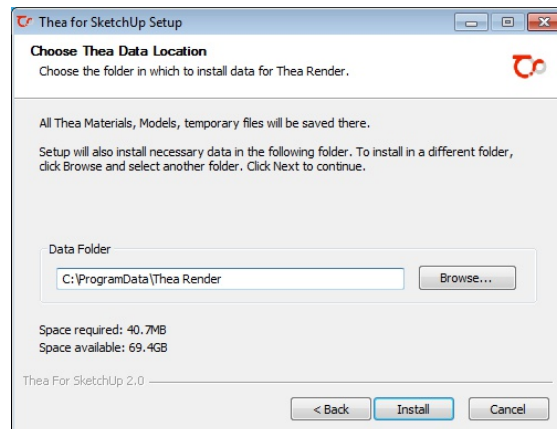 Thea for SketchUp Setup
Choose Thea Data Location
Choose the folder in which to install data for Thea Render.
All Thea Materials, Models, temporary files will be saved there.
Setup will also install necessary data in the following folder. To install in a different folder,
click Browse and select another folder. Click Next to continue.
Data Folder
C:\ProgramData\Thea Render
Browse...
Space required: 40.7MB
Space available: 69.4GB
Thea For SketchUp 2.0
< Back
Install
Cancel